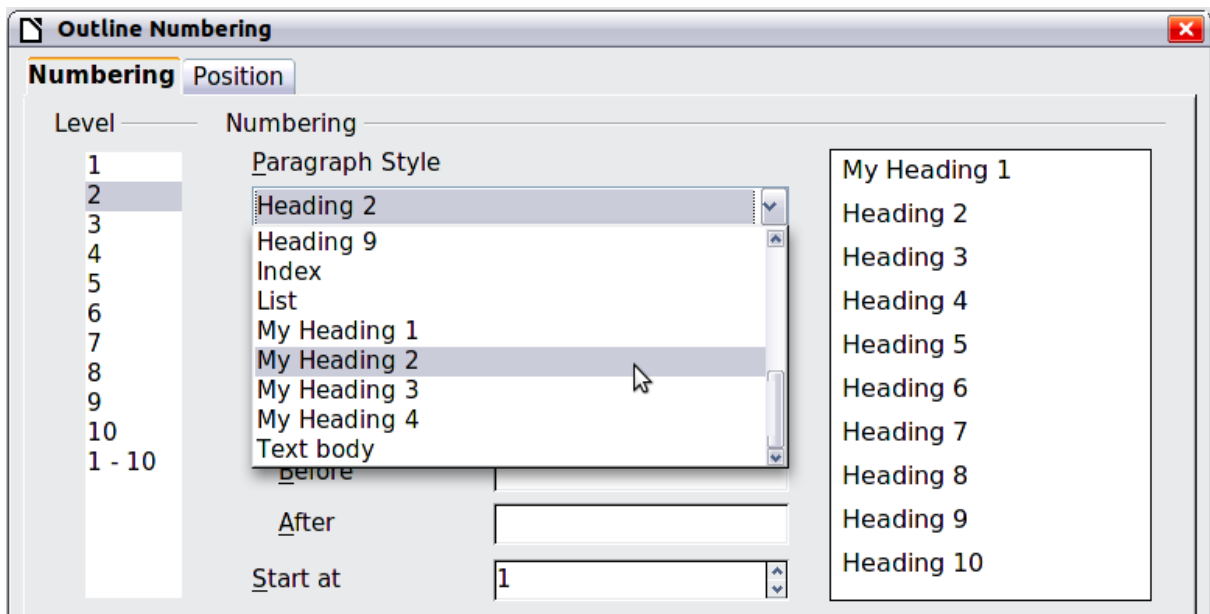 Outline Numbering
Numbering Position
Level Numbering
1
2
3
4
5
6
7
8
9
10
1 - 10
Paragraph Style
Heading 2
Heading 9
Index
List
My Heading 1
My Heading 2
My Heading 3
My Heading 4
Text body
Before
After
Start at 1
My Heading 1
Heading 2
Heading 3
Heading 4
Heading 5
Heading 6
Heading 7
Heading 8
Heading 9
Heading 10